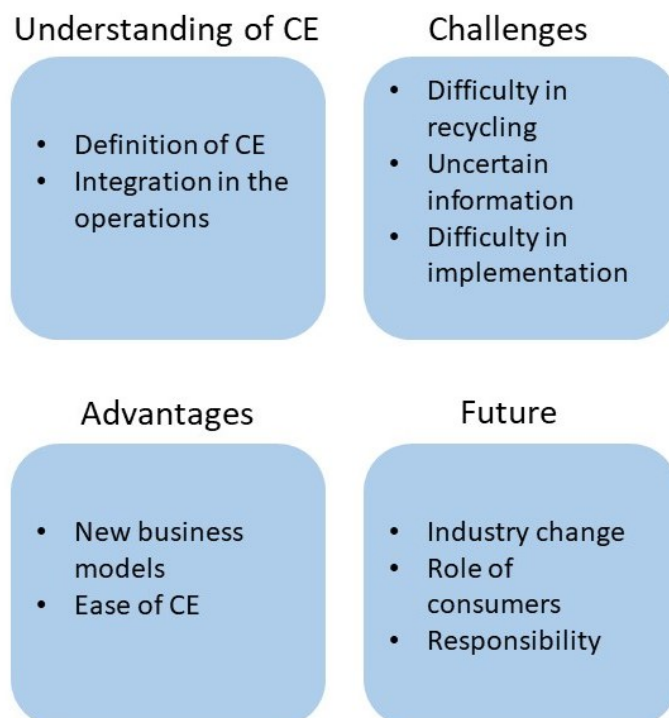 Understanding of CE
• Definition of CE
• Integration in the
operations
Challenges
• Difficulty in
recycling
• Uncertain
information
• Difficulty in
implementation
Advantages
• New business
models
• Ease of CE
Future
• Industry change
• Role of
consumers
• Responsibility